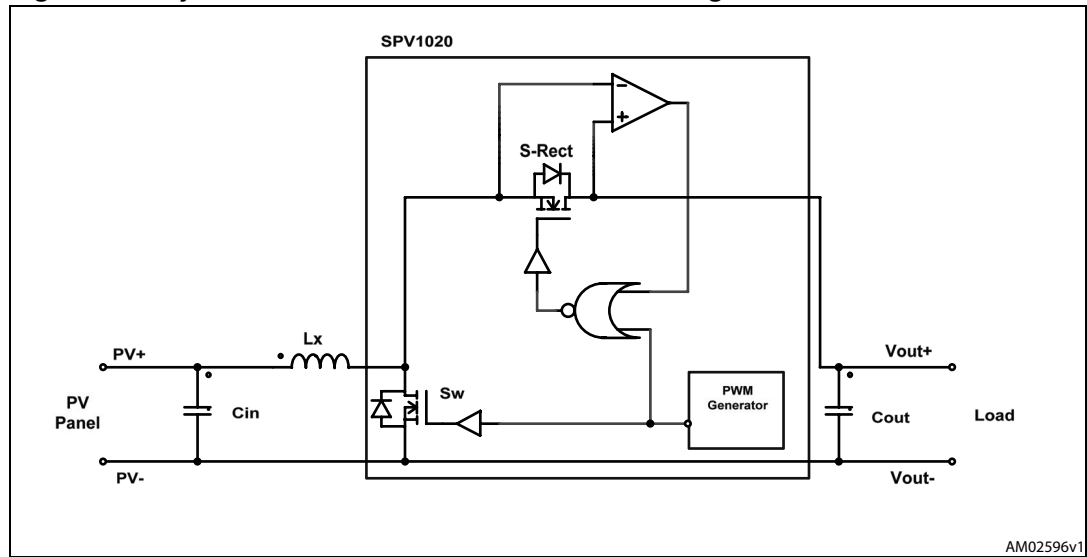 SPV1020
S-Rect
Lx
PV+
PV
Panel
Cin
PV-
Sw
PWM
Generator
Vout+
Cout
Load
Vout-
AM02596v1